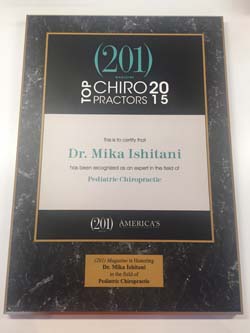 (201)
MAGAZINE
TOP CHIRO 20
PRACTORS 15
this is to certify that
Dr. Mika Ishitani
has been recognized as an expert in the field of
Pediatric Chiropractic
(201) AMERICA'S
(201) Magazine is Honoring
Dr. Mika Ishitani
in the field of
Pediatric Chiropractic